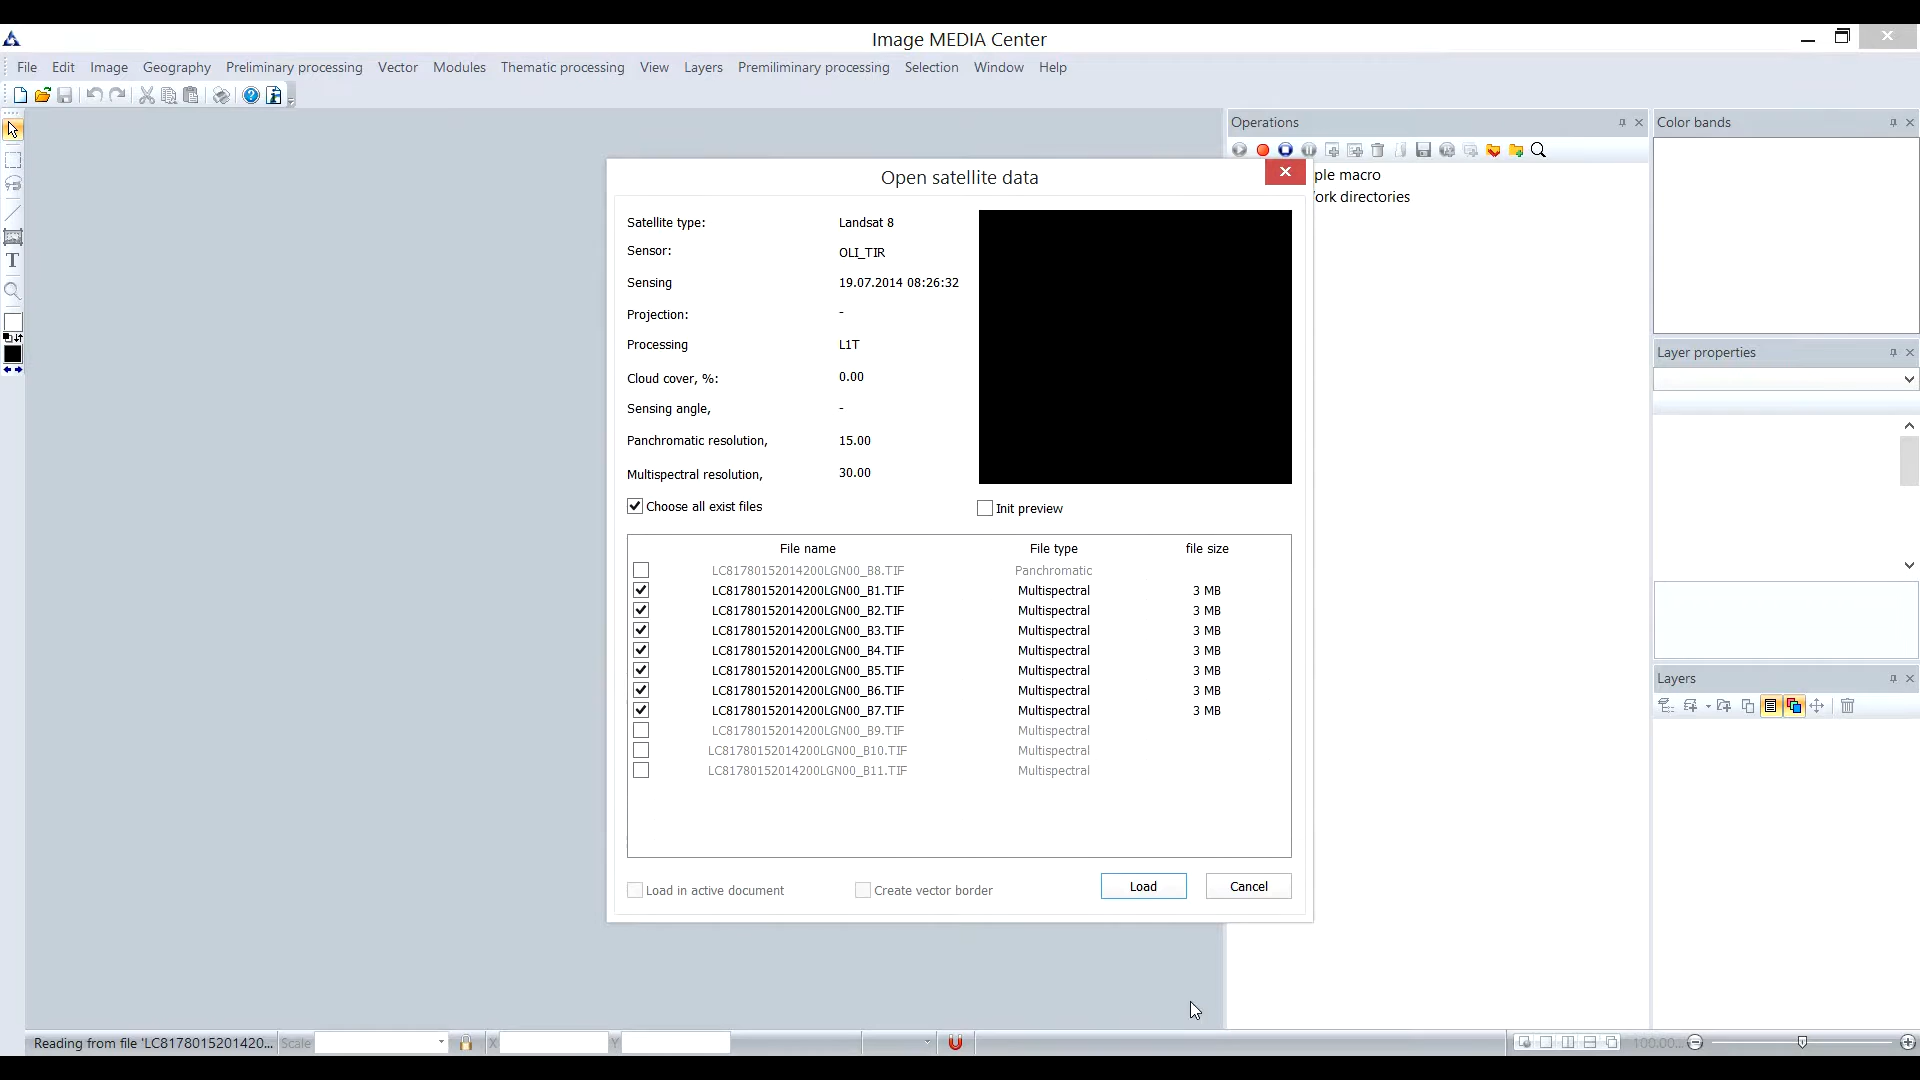 Image MEDIA Center
File Edit Image Geography Preliminary processing Vector Modules Thematic processing View Layers Premiliminary processing Selection Window Help
Operations
Color bands
Open satellite data
ple macro
ork directories
Satellite type: Landsat 8
Sensor: OLI_TIR
Sensing 19.07.2014 08:26:32
Projection: -
Processing L1T
Cloud cover, %: 0.00
Sensing angle, -
Panchromatic resolution, 15.00
Multispectral resolution, 30.00
Choose all exist files
Init preview
File name File type file size
LC81780152014200LGN00_B8.TIF Panchromatic
LC81780152014200LGN00_B1.TIF Multispectral 3 MB
LC81780152014200LGN00_B2.TIF Multispectral 3 MB
LC81780152014200LGN00_B3.TIF Multispectral 3 MB
LC81780152014200LGN00_B4.TIF Multispectral 3 MB
LC81780152014200LGN00_B5.TIF Multispectral 3 MB
LC81780152014200LGN00_B6.TIF Multispectral 3 MB
LC81780152014200LGN00_B7.TIF Multispectral 3 MB
LC81780152014200LGN00_B9.TIF Multispectral
LC81780152014200LGN00_B10.TIF Multispectral
LC81780152014200LGN00_B11.TIF Multispectral
Load in active document
Create vector border
Load
Cancel
Layer properties
Layers
T
Reading from file 'LC8178015201420... Scale X Y 100.00...